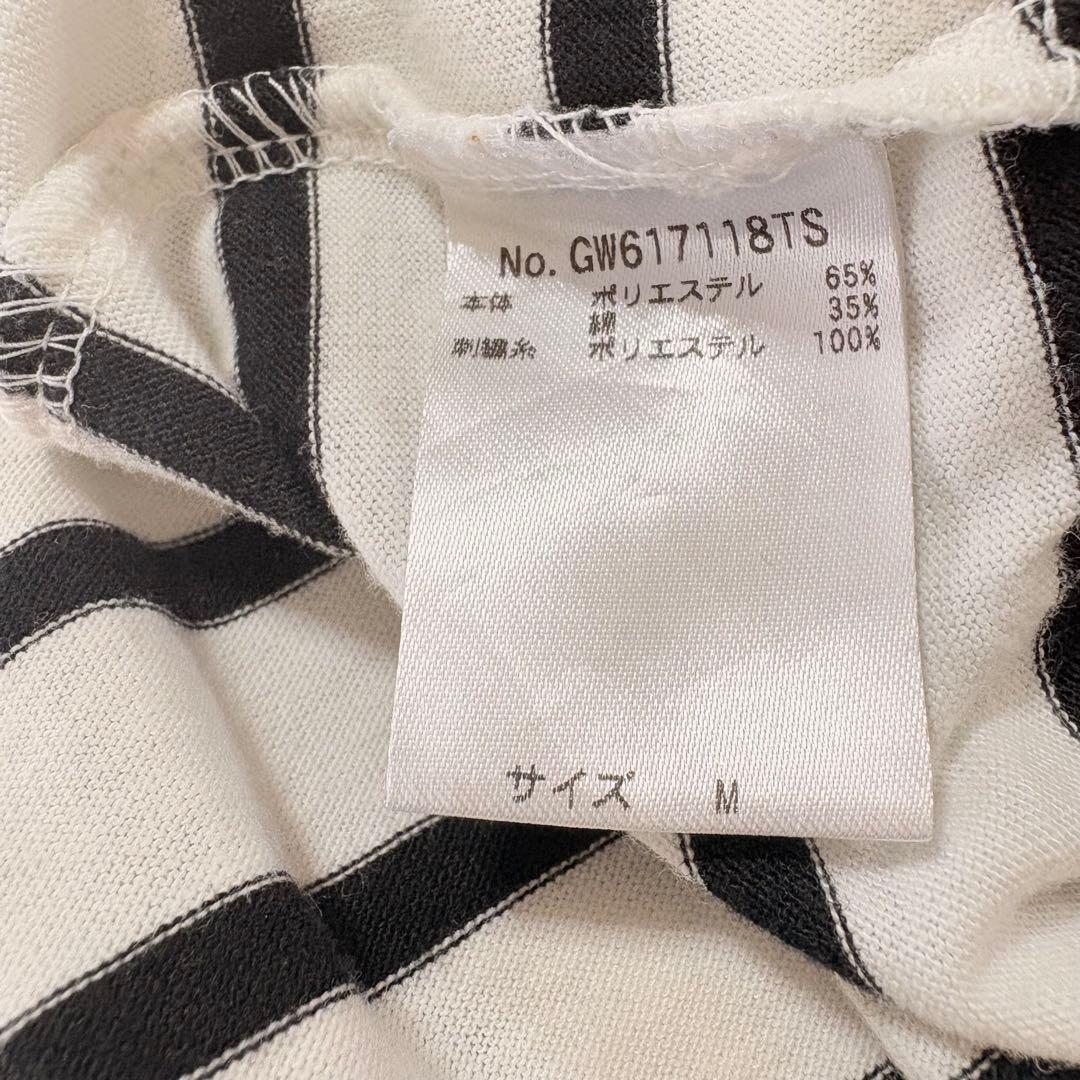 No. GW617118TS
本体 ポリエステル 65%
綿 35%
刺繍糸 ポリエステル 100%
サイズ M